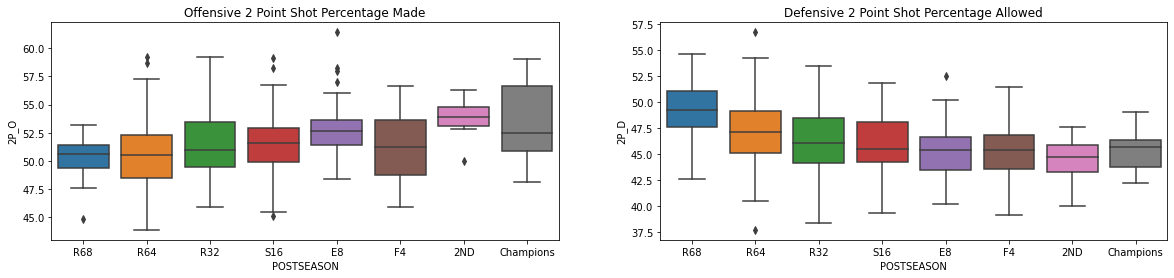 Offensive 2 Point Shot Percentage Made
60.0
57.5
55.0
52.5
50.0
47.5
45.0
2P_O
R68 R64 R32 S16 E8 F4 2ND Champions
POSTSEASON
Defensive 2 Point Shot Percentage Allowed
57.5
55.0
52.5
50.0
47.5
45.0
42.5
40.0
37.5
2P_D
R68 R64 R32 S16 E8 F4 2ND Champions
POSTSEASON